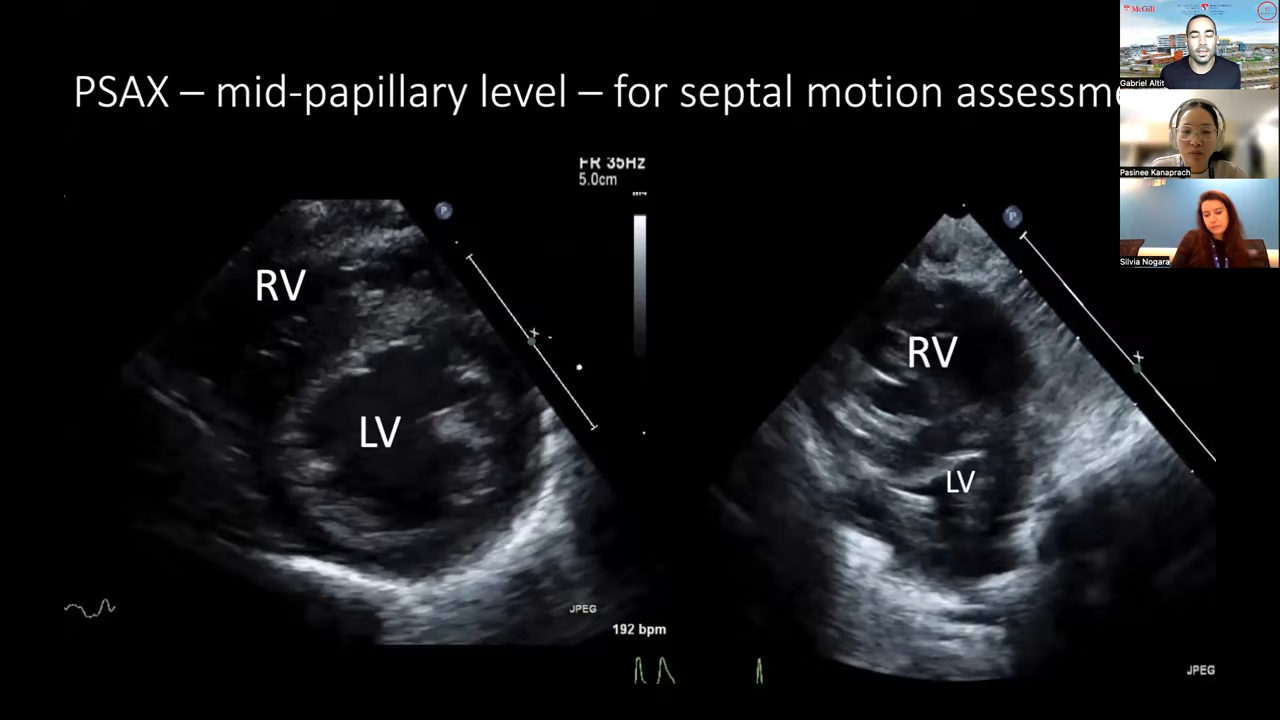 PSAX – mid-papillary level – for septal motion assessme
McGill
Gabriel Altit
Pasinee Kanaprach
Silvia Nogara
FR 35Hz
5.0cm
P
RV
LV
JPEG
192 bpm
P
RV
LV
JPEG